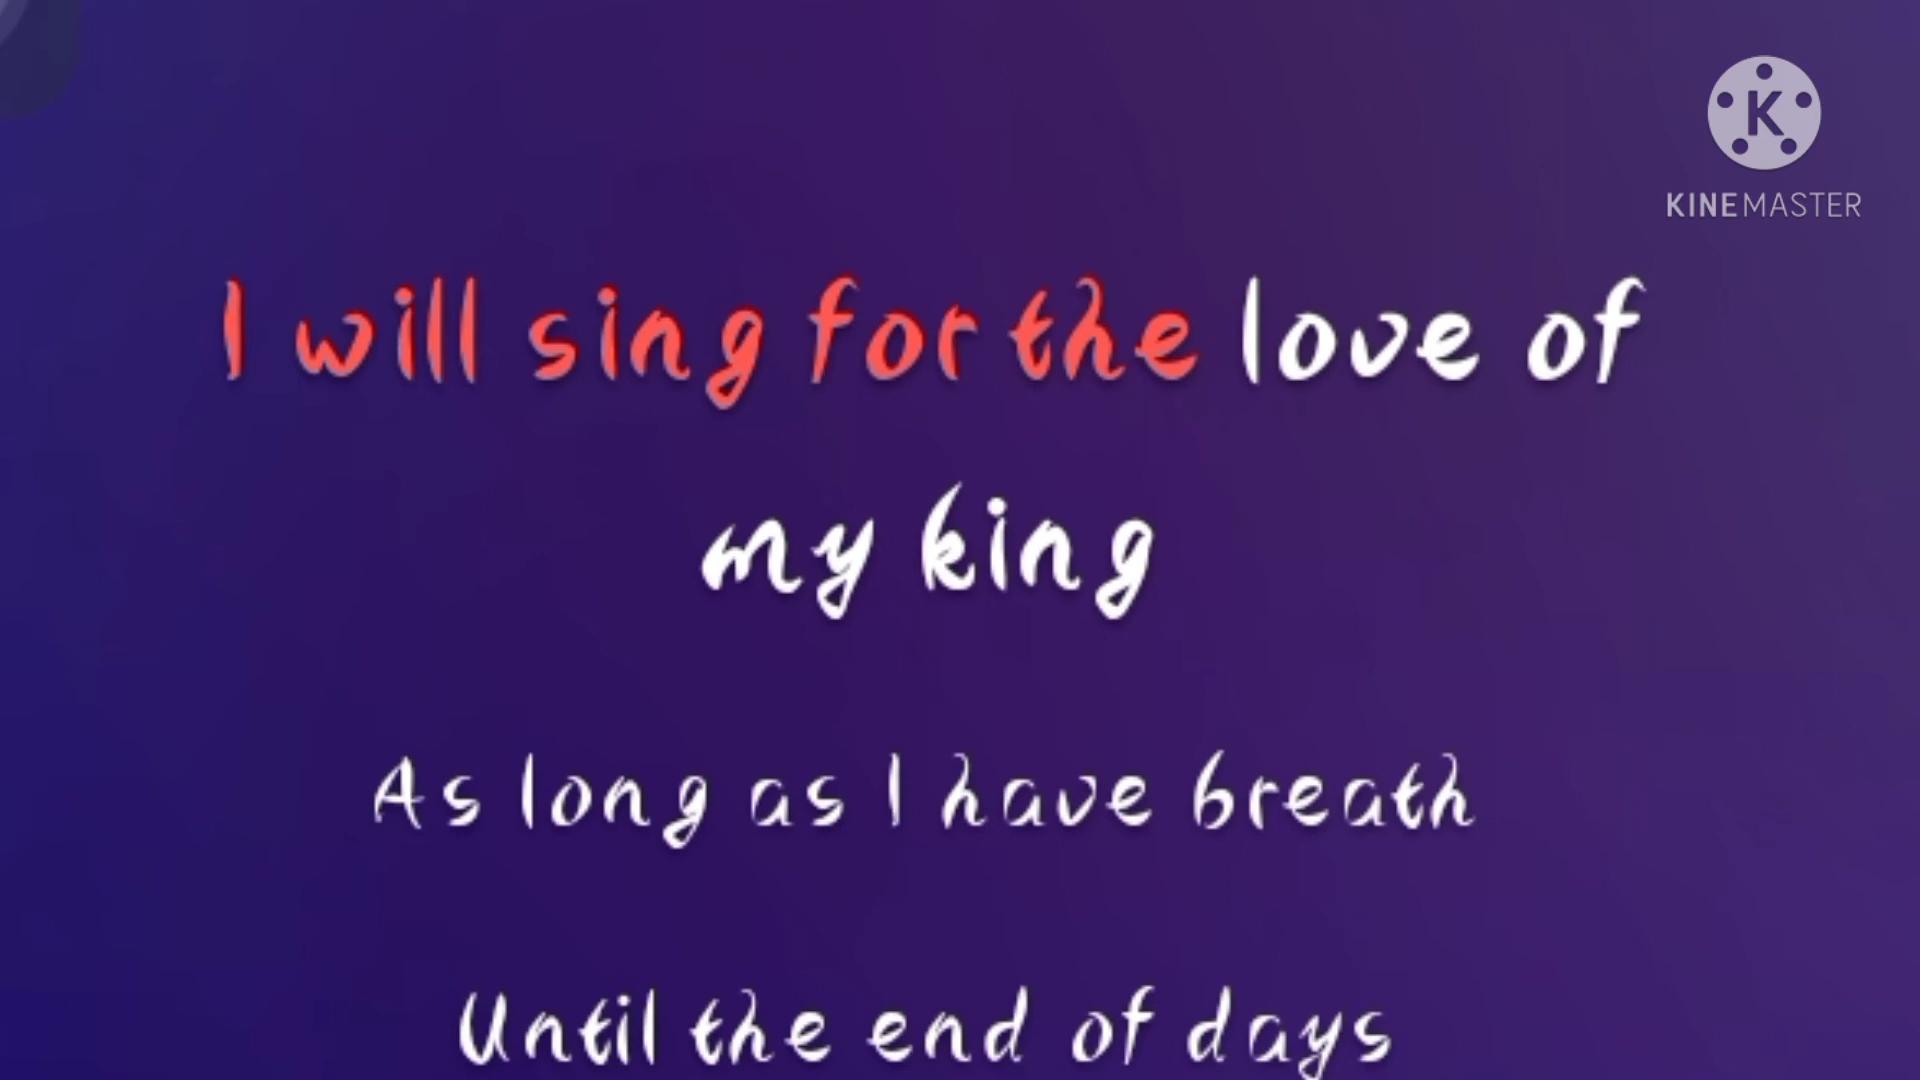 KINEMASTER
I will sing for the love of
my king
As long as I have breath
Until the end of days